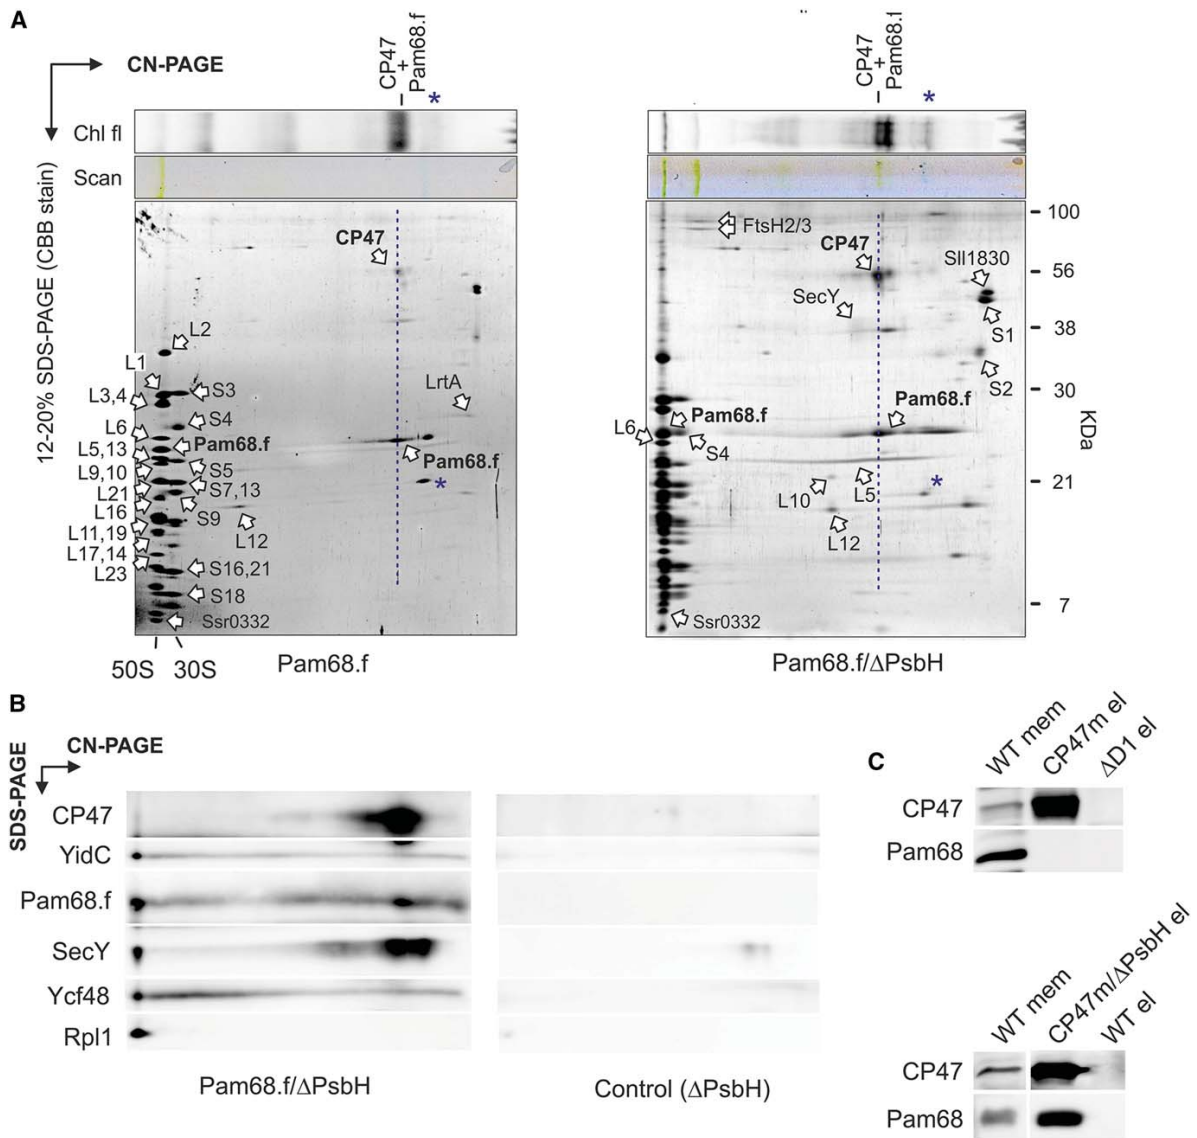 A
CN-PAGE
12-20% SDS-PAGE (CBB stain)
CP47
+
Pam68.f
*
Chl fl
Scan
CP47
L2
L1
L3,4
S3
LrtA
S4
L6
Pam68.f
L5,13
Pam68.f
S5
L9,10
S7,13
*
L21
S9
L16
L12
L11,19
L17,14
S16,21
L23
S18
Ssr0332
50S
30S
Pam68.f
CP47
+
Pam68.f
*
100
FtsH2/3
CP47
Sll1830
56
SecY
38
S1
S2
30
Pam68.f
Pam68.f
L6
S4
KDa
L10
L5
*
21
L12
7
Ssr0332
Pam68.f/ΔPsbH
B
SDS-PAGE
CN-PAGE
CP47
YidC
Pam68.f
SecY
Ycf48
Rpl1
Pam68.f/ΔPsbH
Control (ΔPsbH)
C
WT mem
CP47m el
ΔD1 el
CP47
Pam68
WT mem
CP47m/ΔPsbH el
WT el
CP47
Pam68